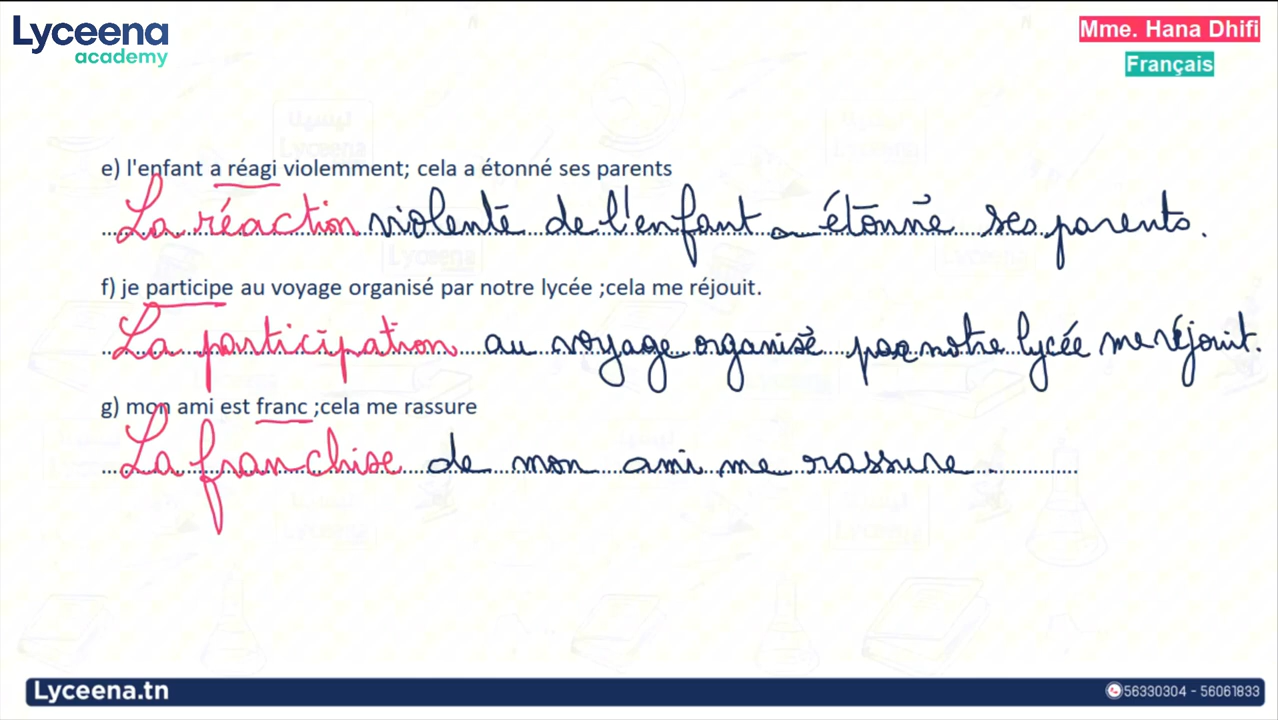 Lyceena
academy
Mme. Hana Dhifi
Français
e) l'enfant a réagi violemment; cela a étonné ses parents
La réaction violente de l'enfant a étonné ses parents.
f) je participe au voyage organisé par notre lycée ;cela me réjouit.
La participation au voyage organisé par notre lycée me réjouit.
g) mon ami est franc ;cela me rassure
La franchise de mon ami me rassure.
Lyceena.tn
56330304 - 56061833